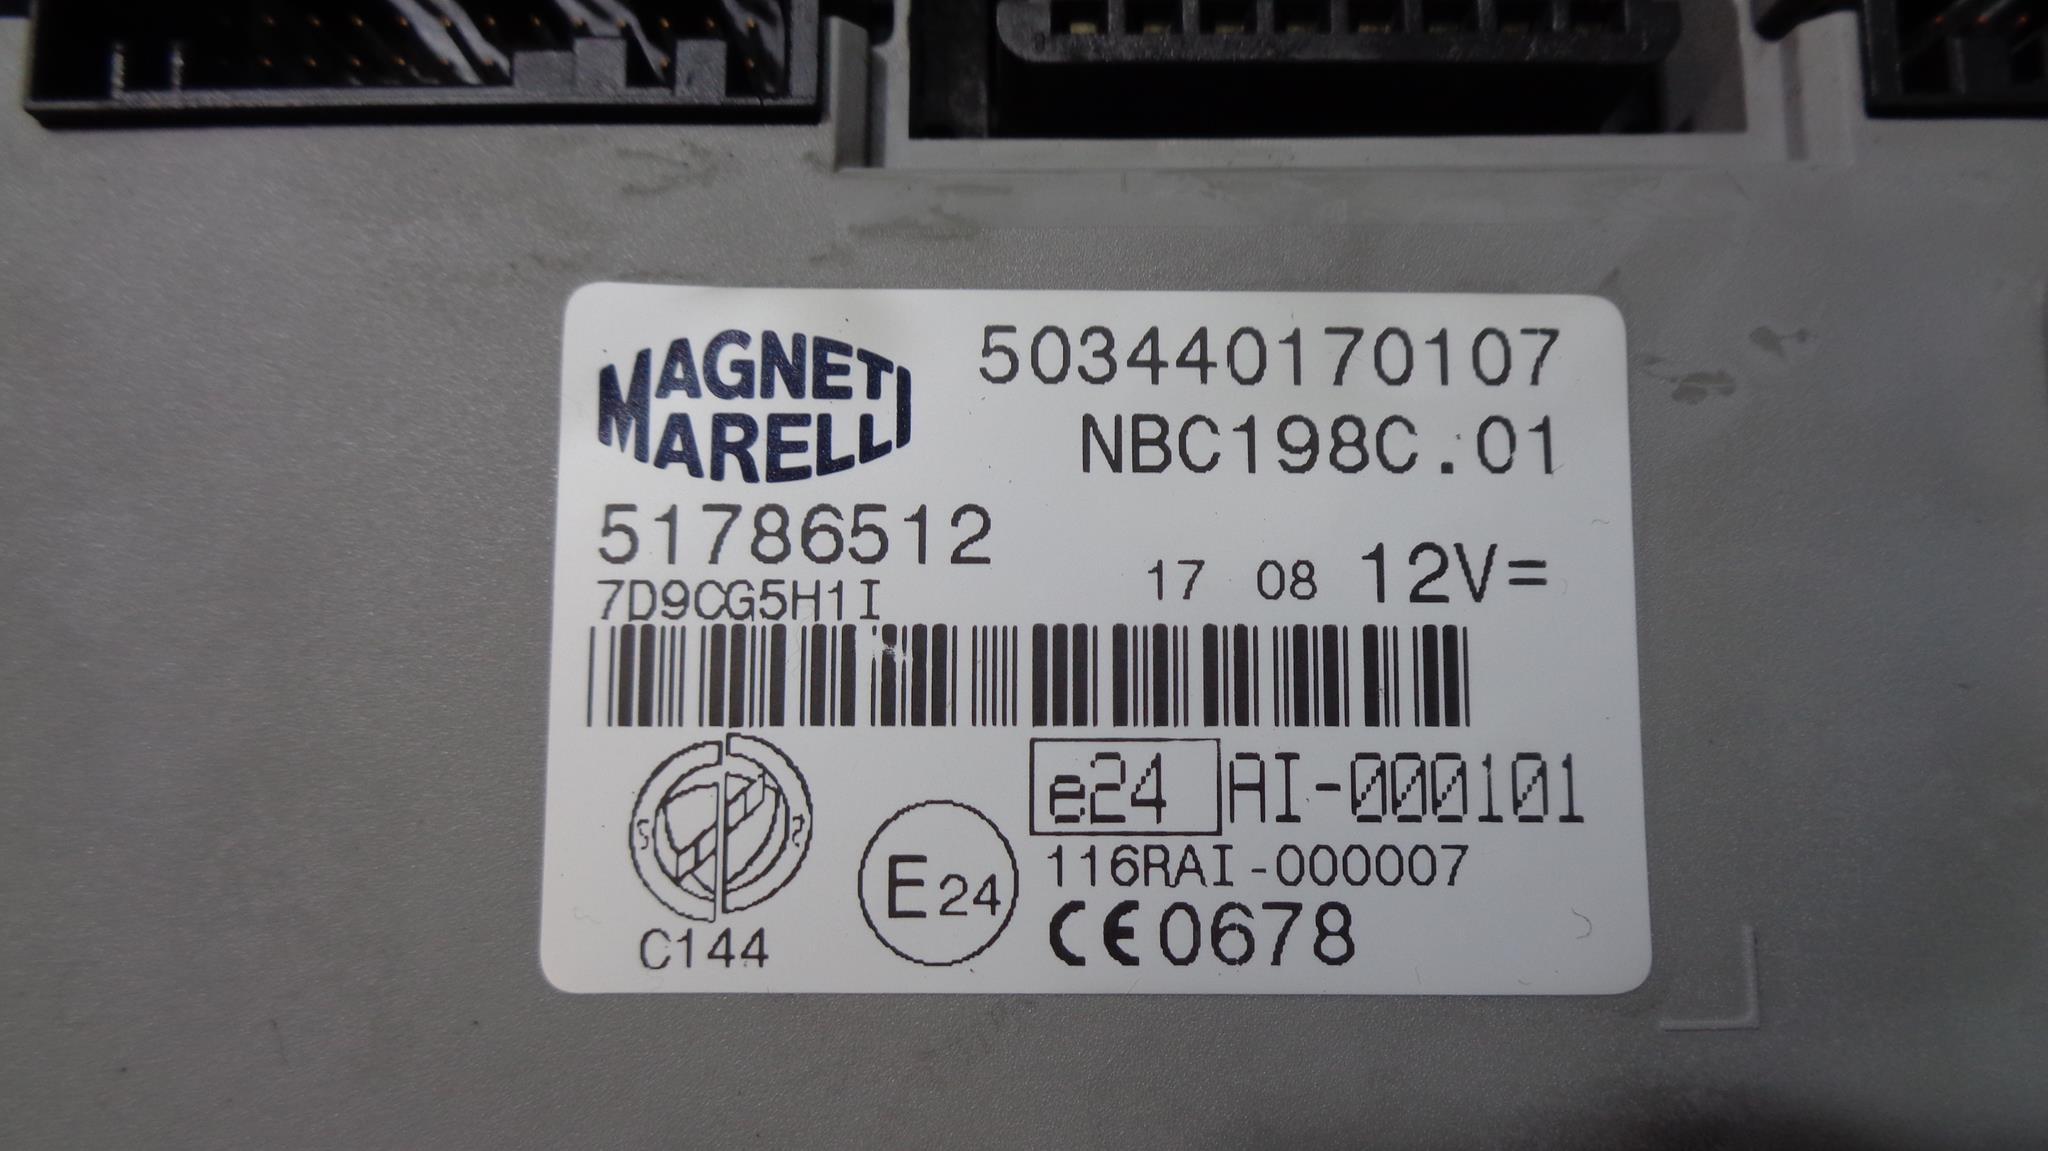 MAGNETI
MARELLI
503440170107
NBC198C.01
51786512
17 08 12V=
7D9CG5H1I
e24 AI-000101
E24
116RAI-000007
CE0678
C144